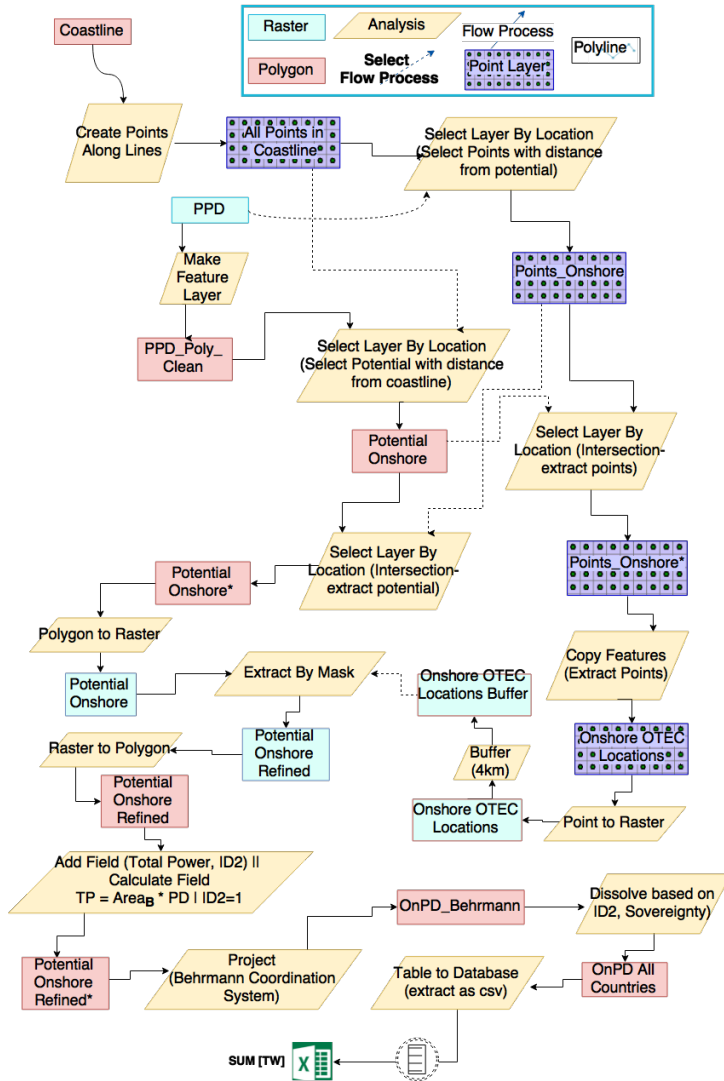 Coastline
Raster
Analysis
Flow Process
Polygon
Select
Flow Process
Point Layer
Polyline
Create Points
Along Lines
All Points in
Coastline
Select Layer By Location
(Select Points with distance
from potential)
PPD
Make
Feature
Layer
Points_Onshore
PPD_Poly_
Clean
Select Layer By Location
(Select Potential with distance
from coastline)
Potential
Onshore
Select Layer By
Location (Intersection-
extract points)
Select Layer By
Location (Intersection-
extract potential)
Points_Onshore*
Potential
Onshore*
Polygon to Raster
Potential
Onshore
Extract By Mask
Onshore OTEC
Locations Buffer
Copy Features
(Extract Points)
Raster to Polygon
Potential
Onshore
Refined
Buffer
(4km)
Onshore OTEC
Locations
Potential
Onshore
Refined
Onshore OTEC
Locations
Point to Raster
Add Field (Total Power, ID2) ||
Calculate Field
TP = AreaB * PD | ID2=1
OnPD_Behrmann
Dissolve based on
ID2, Sovereignty)
Potential
Onshore
Refined*
Project
(Behrmann Coordination
System)
Table to Database
(extract as csv)
OnPD All
Countries
SUM [TW]
X